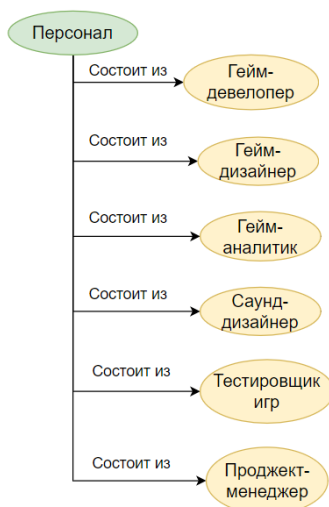 Персонал
Состоит из
Гейм-
девелопер
Состоит из
Гейм-
дизайнер
Состоит из
Гейм-
аналитик
Состоит из
Саунд-
дизайнер
Состоит из
Тестировщик
игр
Состоит из
Проджект-
менеджер